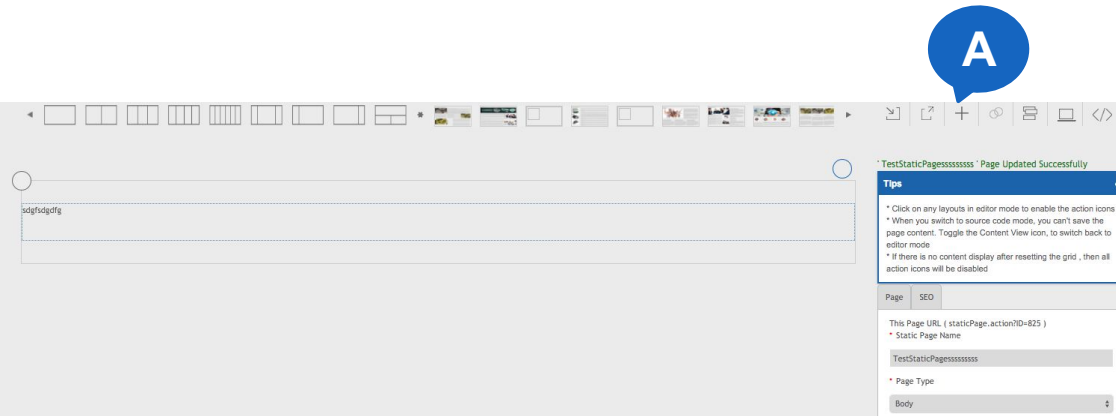 A
</>
' TestStaticPagesssssssss ' Page Updated Successfully
Tips
sdgfsdgdfg
* Click on any layouts in editor mode to enable the action icons
* When you switch to source code mode, you can't save the
page content. Toggle the Content View icon, to switch back to
editor mode
* If there is no content display after resetting the grid , then all
action icons will be disabled
Page SEO
This Page URL ( staticPage.action?ID=825 )
* Static Page Name
TestStaticPagesssssssss
* Page Type
Body